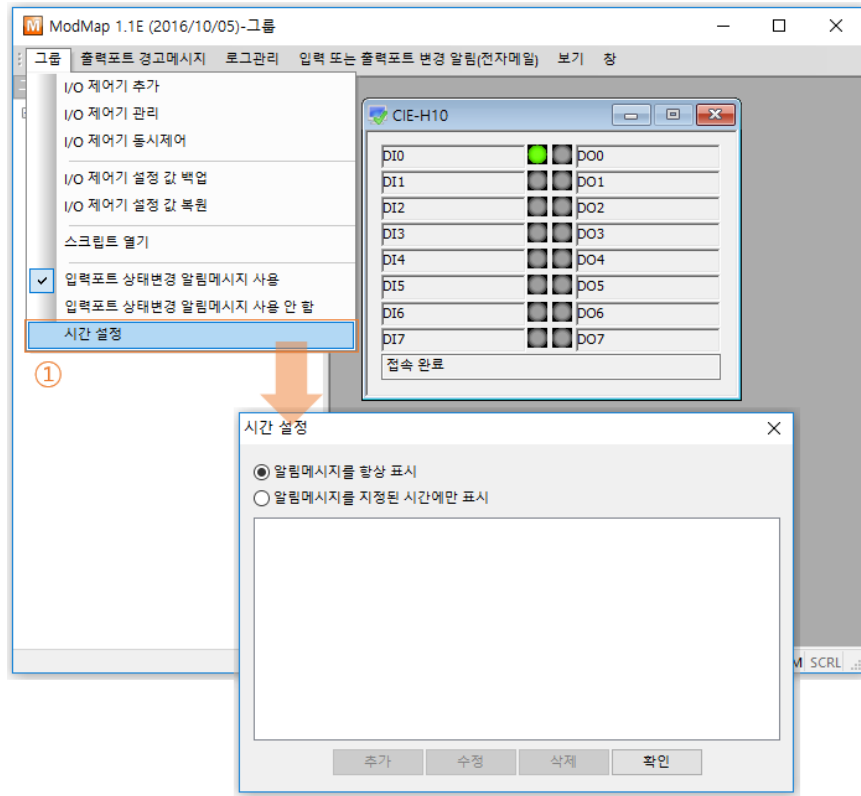 ModMap 1.1E (2016/10/05)-그룹
그룹 출력포트 경고메시지 로그관리 입력 또는 출력포트 변경 알림(전자메일) 보기 창
I/O 제어기 추가
I/O 제어기 관리
I/O 제어기 동시제어
I/O 제어기 설정 값 백업
I/O 제어기 설정 값 복원
스크립트 열기
입력포트 상태변경 알림메시지 사용
입력포트 상태변경 알림메시지 사용 안 함
시간 설정
①
CIE-H10
DI0 DO0
DI1 DO1
DI2 DO2
DI3 DO3
DI4 DO4
DI5 DO5
DI6 DO6
DI7 DO7
접속 완료
시간 설정
알림메시지를 항상 표시
알림메시지를 지정된 시간에만 표시
추가 수정 삭제 확인
SCRL